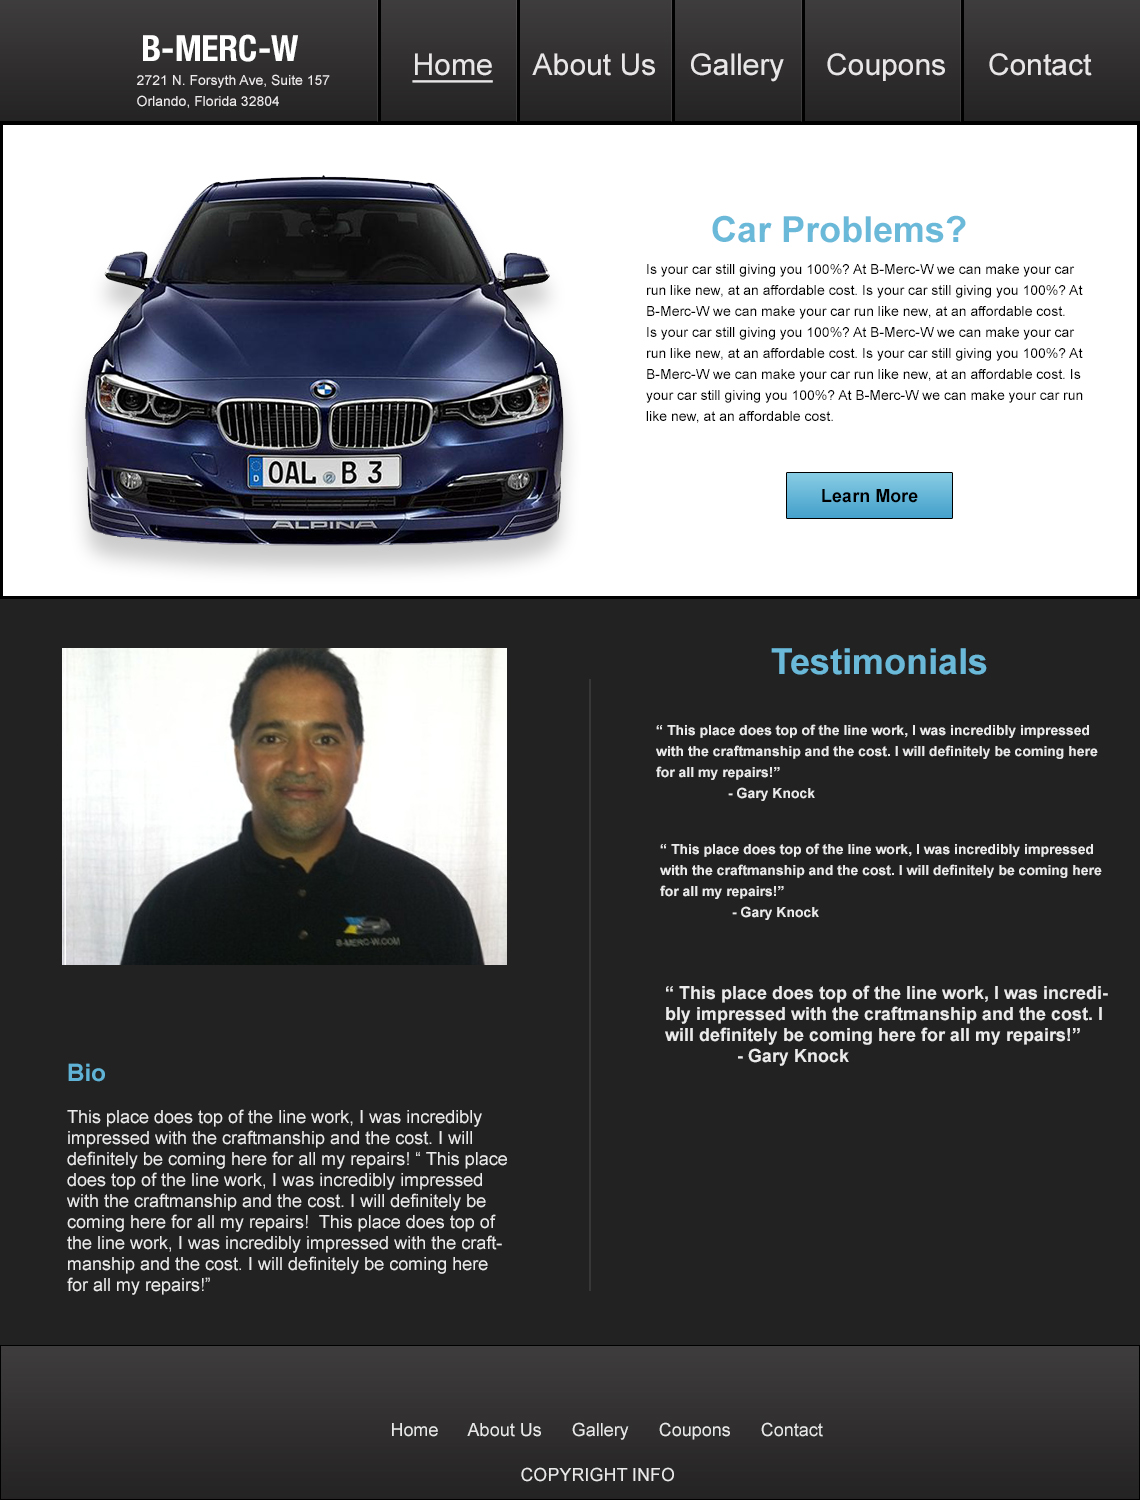 B-MERC-W
2721 N. Forsyth Ave, Suite 157
Orlando, Florida 32804
Home About Us Gallery Coupons Contact
Car Problems?
Is your car still giving you 100%? At B-Merc-W we can make your car
run like new, at an affordable cost. Is your car still giving you 100%? At
B-Merc-W we can make your car run like new, at an affordable cost.
Is your car still giving you 100%? At B-Merc-W we can make your car
run like new, at an affordable cost. Is your car still giving you 100%? At
B-Merc-W we can make your car run like new, at an affordable cost. Is
your car still giving you 100%? At B-Merc-W we can make your car run
like new, at an affordable cost.
Learn More
D OAL B 3
ALPINA
B-MERC-W.COM
Bio
This place does top of the line work, I was incredibly
impressed with the craftmanship and the cost. I will
definitely be coming here for all my repairs! “ This place
does top of the line work, I was incredibly impressed
with the craftmanship and the cost. I will definitely be
coming here for all my repairs!  This place does top of
the line work, I was incredibly impressed with the craft-
manship and the cost. I will definitely be coming here
for all my repairs!”
Testimonials
“ This place does top of the line work, I was incredibly impressed
with the craftmanship and the cost. I will definitely be coming here
for all my repairs!”
- Gary Knock
“ This place does top of the line work, I was incredibly impressed
with the craftmanship and the cost. I will definitely be coming here
for all my repairs!”
- Gary Knock
“ This place does top of the line work, I was incredi-
bly impressed with the craftmanship and the cost. I
will definitely be coming here for all my repairs!”
- Gary Knock
Home About Us Gallery Coupons Contact
COPYRIGHT INFO